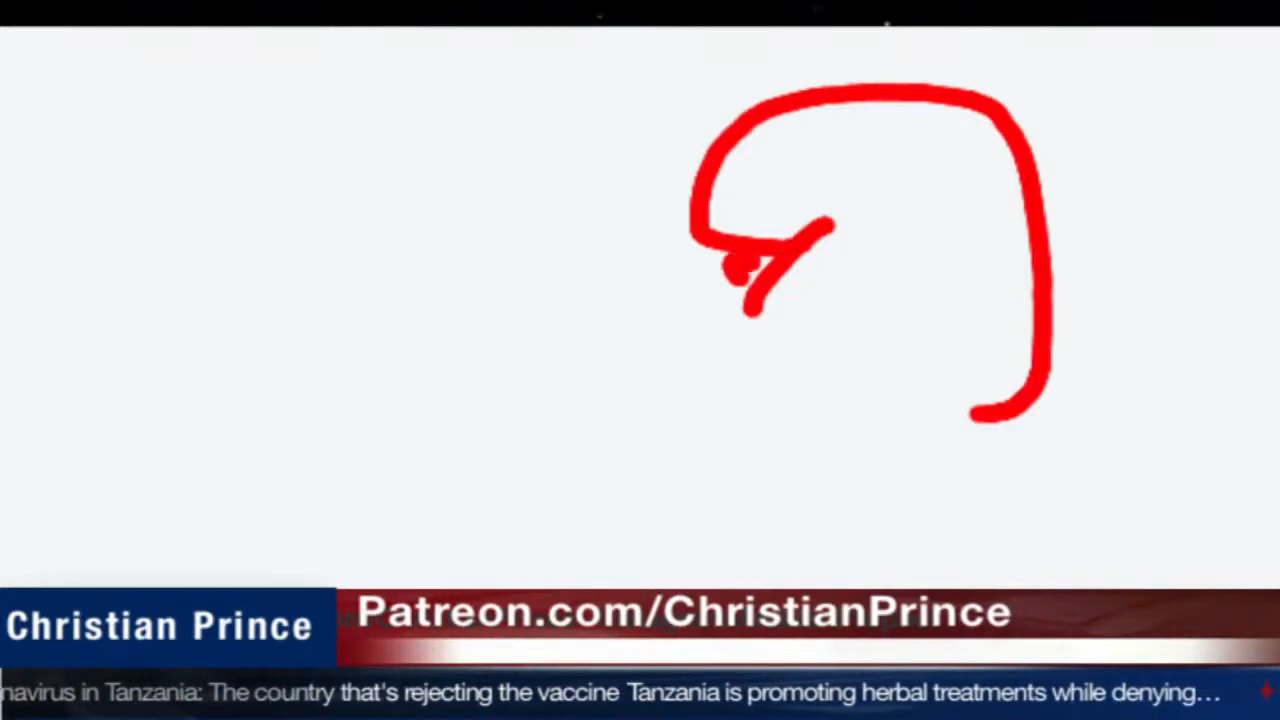 Christian Prince
Patreon.com/ChristianPrince
navirus in Tanzania: The country that's rejecting the vaccine Tanzania is promoting herbal treatments while denying...